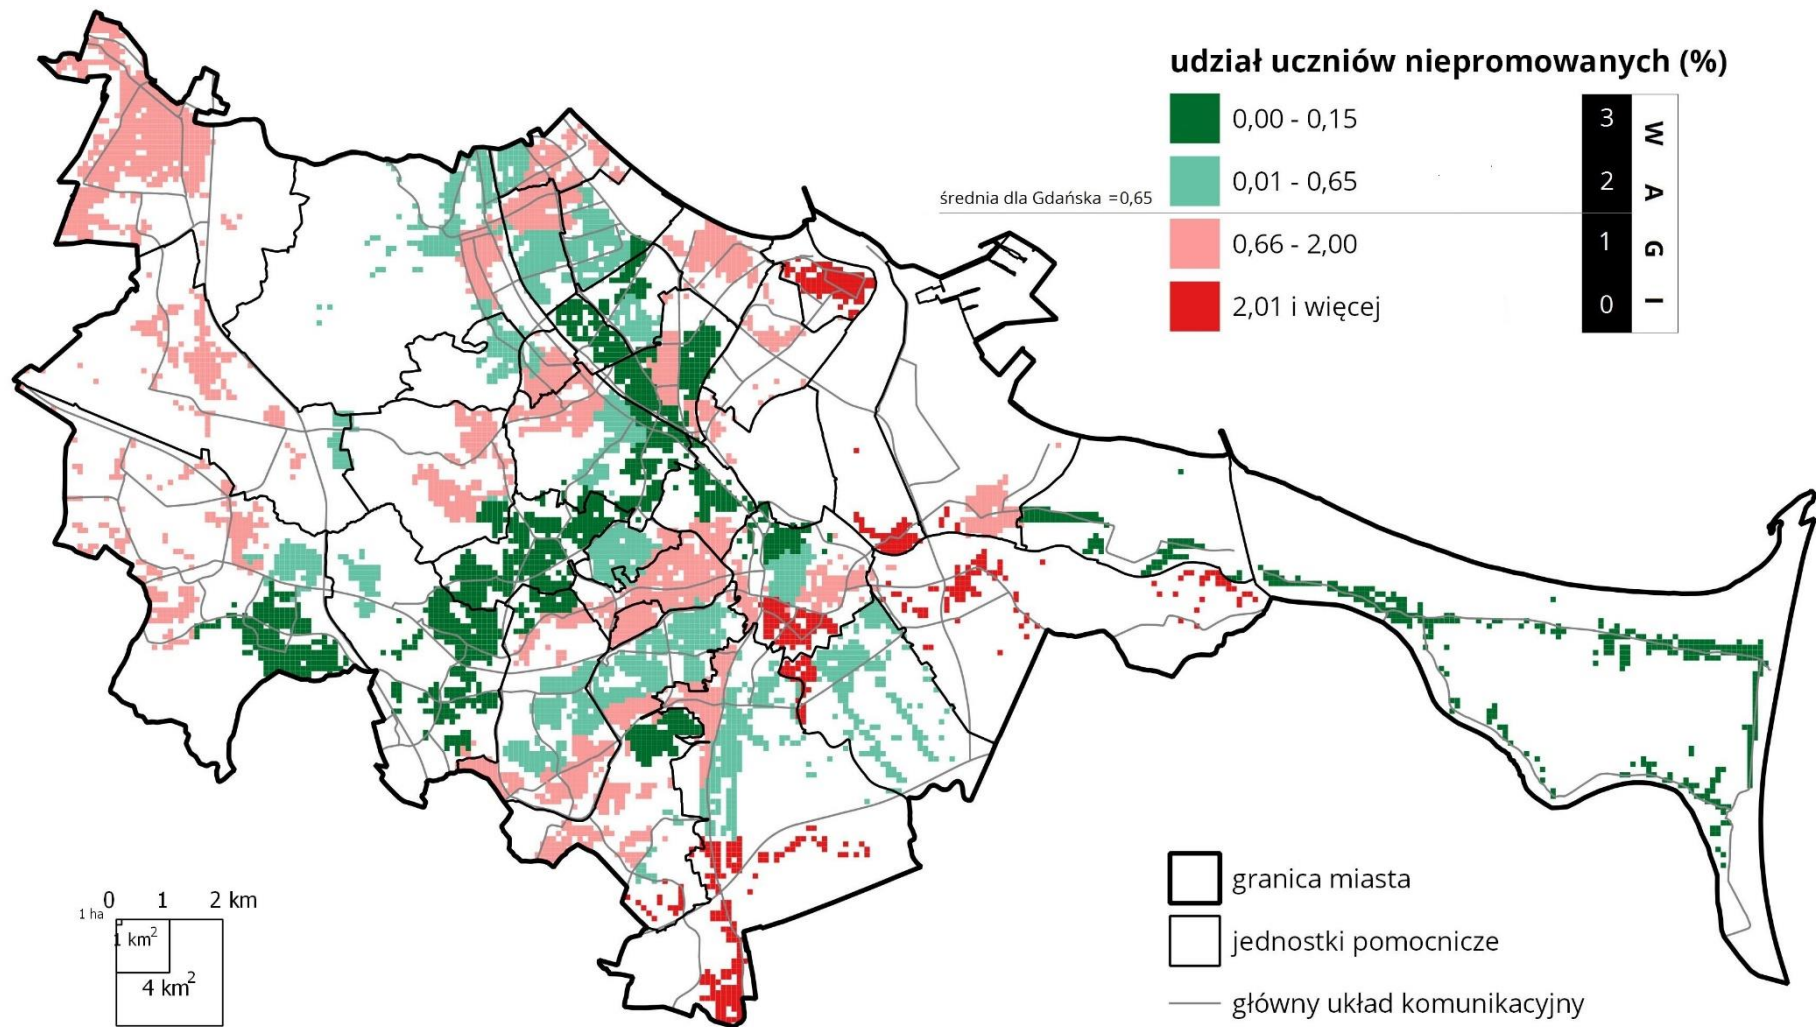 udział uczniów niepromowanych (%)
0,00 - 0,15
0,01 - 0,65
średnia dla Gdańska =0,65
0,66 - 2,00
2,01 i więcej
3
2
1
0
W
A
G
I
granica miasta
jednostki pomocnicze
główny układ komunikacyjny
0 1 2 km
1 ha
1 km²
4 km²